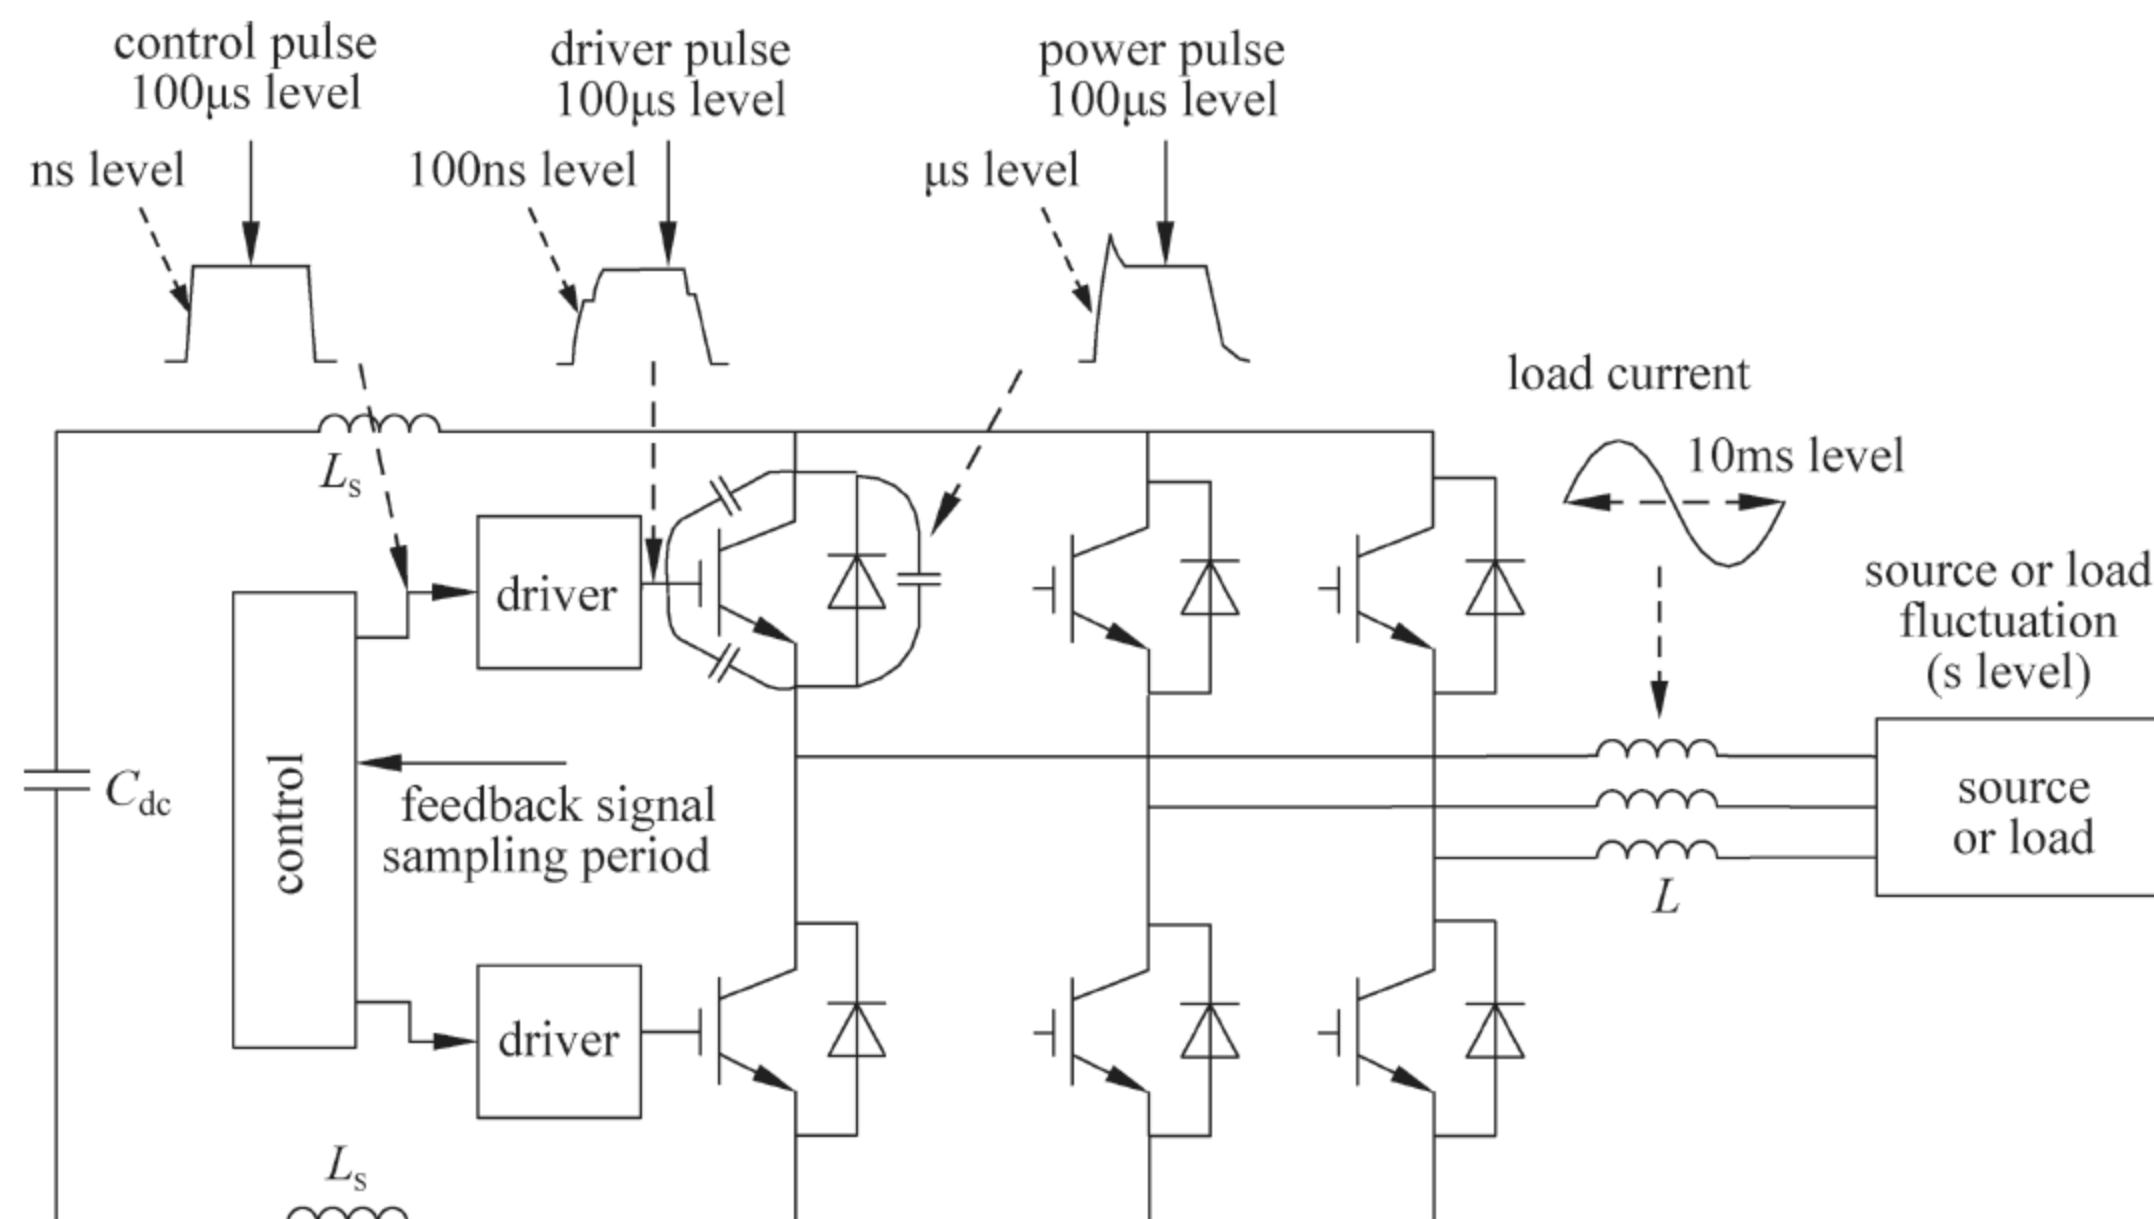 control pulse
100μs level
driver pulse
100μs level
power pulse
100μs level
ns level
100ns level
μs level
load current
10ms level
Ls
driver
source or load
fluctuation
(s level)
control
Cdc
feedback signal
sampling period
source
or load
L
driver
Ls